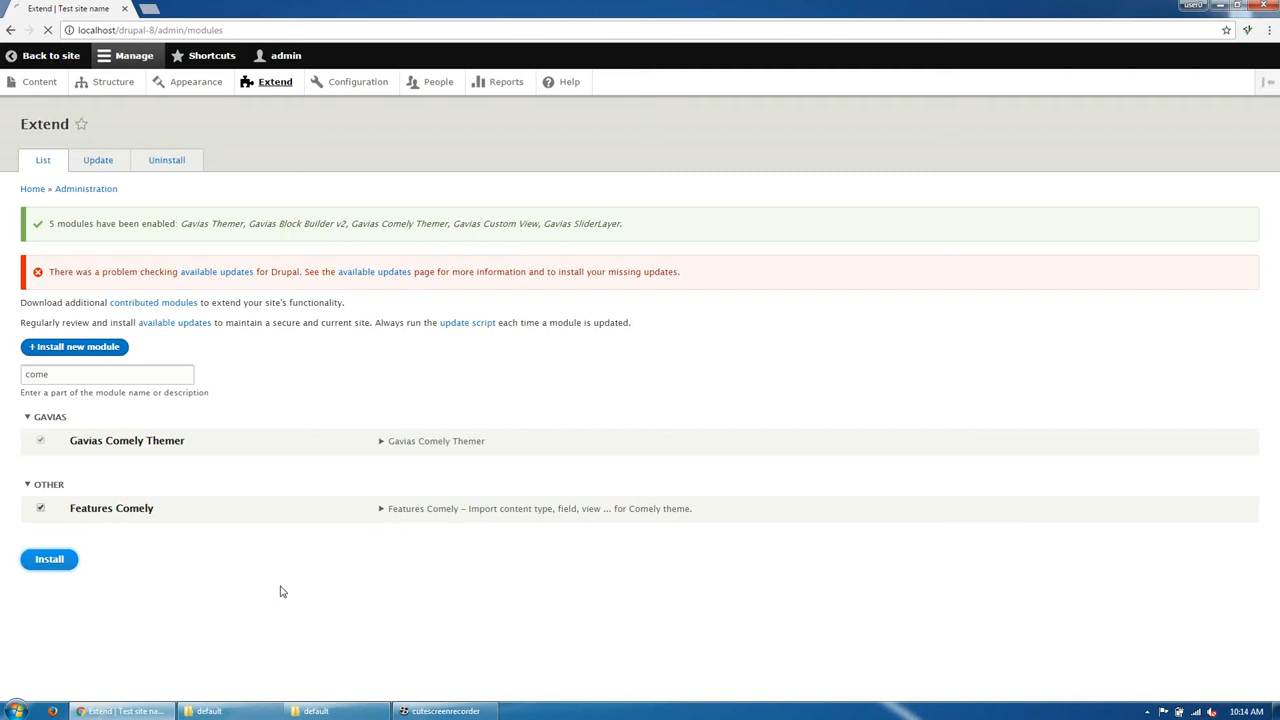 Extend | Test site name
user0
localhost/drupal-8/admin/modules
Back to site
Manage
Shortcuts
admin
Content
Structure
Appearance
Extend
Configuration
People
Reports
Help
Extend
List
Update
Uninstall
Home » Administration
5 modules have been enabled: Gavias Themer, Gavias Block Builder v2, Gavias Comely Themer, Gavias Custom View, Gavias SliderLayer.
There was a problem checking available updates for Drupal. See the available updates page for more information and to install your missing updates.
Download additional contributed modules to extend your site's functionality.
Regularly review and install available updates to maintain a secure and current site. Always run the update script each time a module is updated.
+ Install new module
come
Enter a part of the module name or description
GAVIAS
Gavias Comely Themer
Gavias Comely Themer
OTHER
Features Comely
Features Comely - Import content type, field, view ... for Comely theme.
Install
Extend | Test site na...
default
default
cutescreenrecorder
10:14 AM